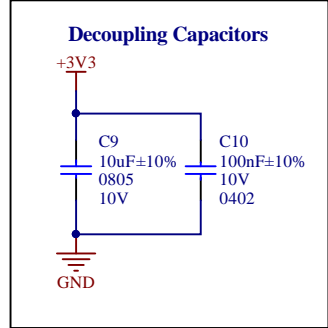 Decoupling Capacitors
+3V3
C9
10uF±10%
0805
10V
C10
100nF±10%
10V
0402
GND